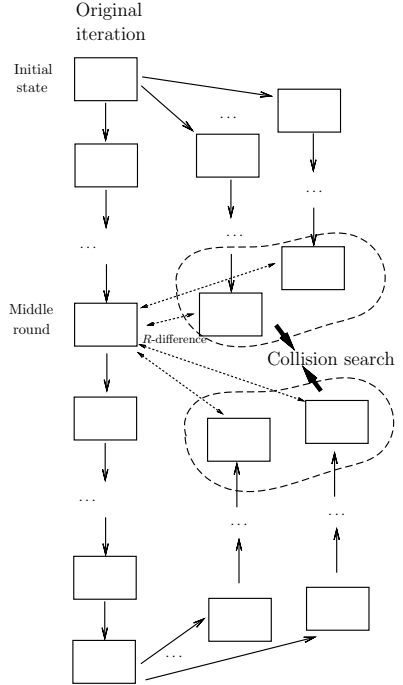 Original
iteration
Initial
state
...
...
...
...
Middle
round
R-difference
Collision search
...
...
...
...